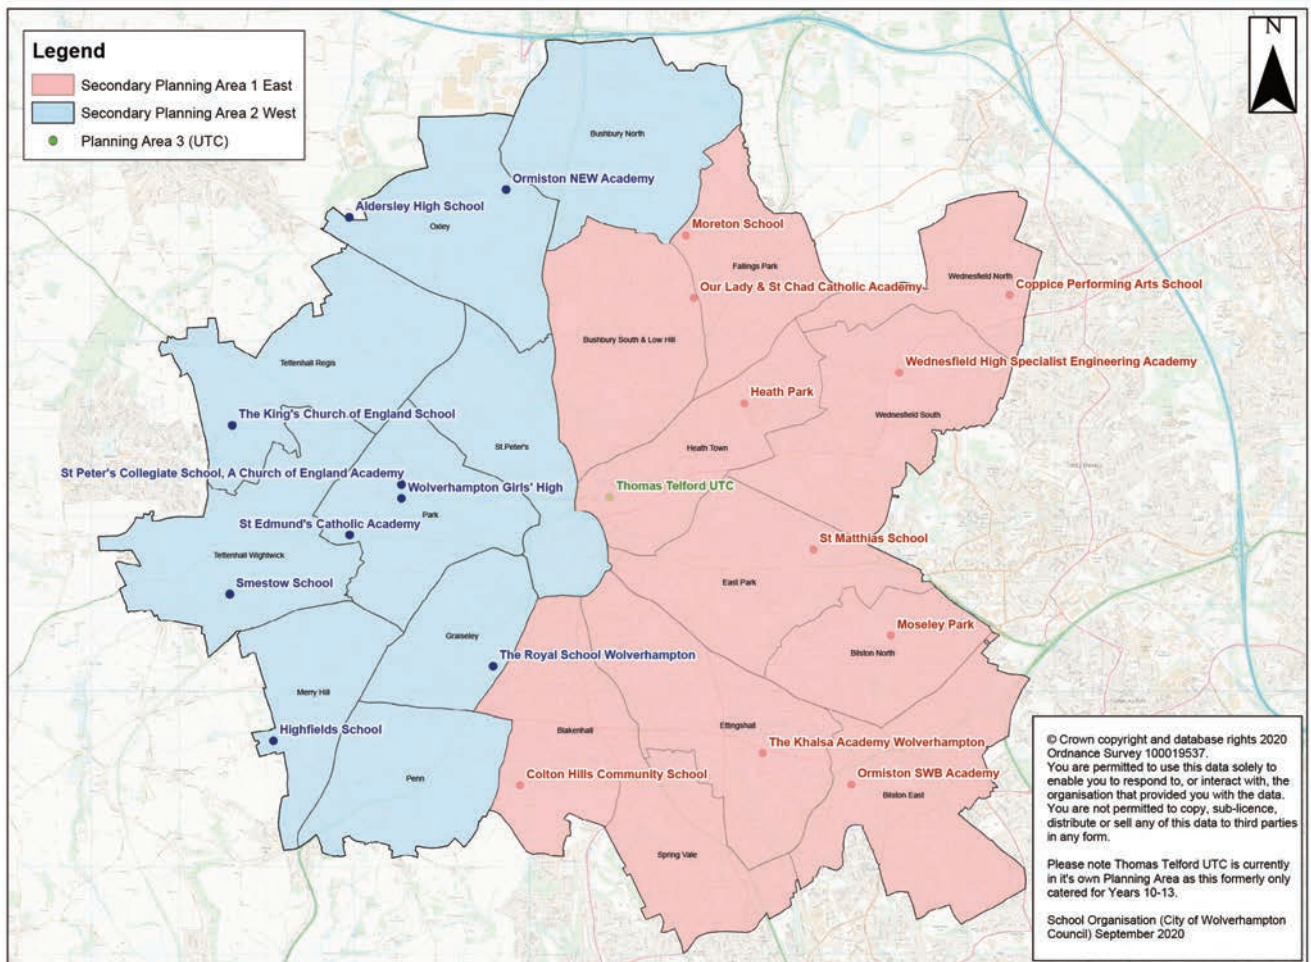 Legend
Secondary Planning Area 1 East
Secondary Planning Area 2 West
Planning Area 3 (UTC)
N
Bushbury North
Ormiston NEW Academy
Aldersley High School
Oxley
Moreton School
Fallings Park
Wednesfield North
Our Lady & St Chad Catholic Academy
Coppice Performing Arts School
Bushbury South & Low Hill
Tettenhall Regis
Wednesfield High Specialist Engineering Academy
Heath Park
The King's Church of England School
Wednesfield South
St Peter's
Heath Town
St Peter's Collegiate School, A Church of England Academy
Wolverhampton Girls' High
Thomas Telford UTC
Park
St Edmund's Catholic Academy
St Matthias School
Tettenhall Wightwick
Smestow School
East Park
Moseley Park
Graiseley
Bilston North
The Royal School Wolverhampton
Merry Hill
Highfields School
Blakenhall
Ettingshall
The Khalsa Academy Wolverhampton
Penn
Colton Hills Community School
Ormiston SWB Academy
Bilston East
Spring Vale
© Crown copyright and database rights 2020
Ordnance Survey 100019537.
You are permitted to use this data solely to
enable you to respond to, or interact with, the
organisation that provided you with the data.
You are not permitted to copy, sub-licence,
distribute or sell any of this data to third parties
in any form.
Please note Thomas Telford UTC is currently
in it's own Planning Area as this formerly only
catered for Years 10-13.
School Organisation (City of Wolverhampton
Council) September 2020